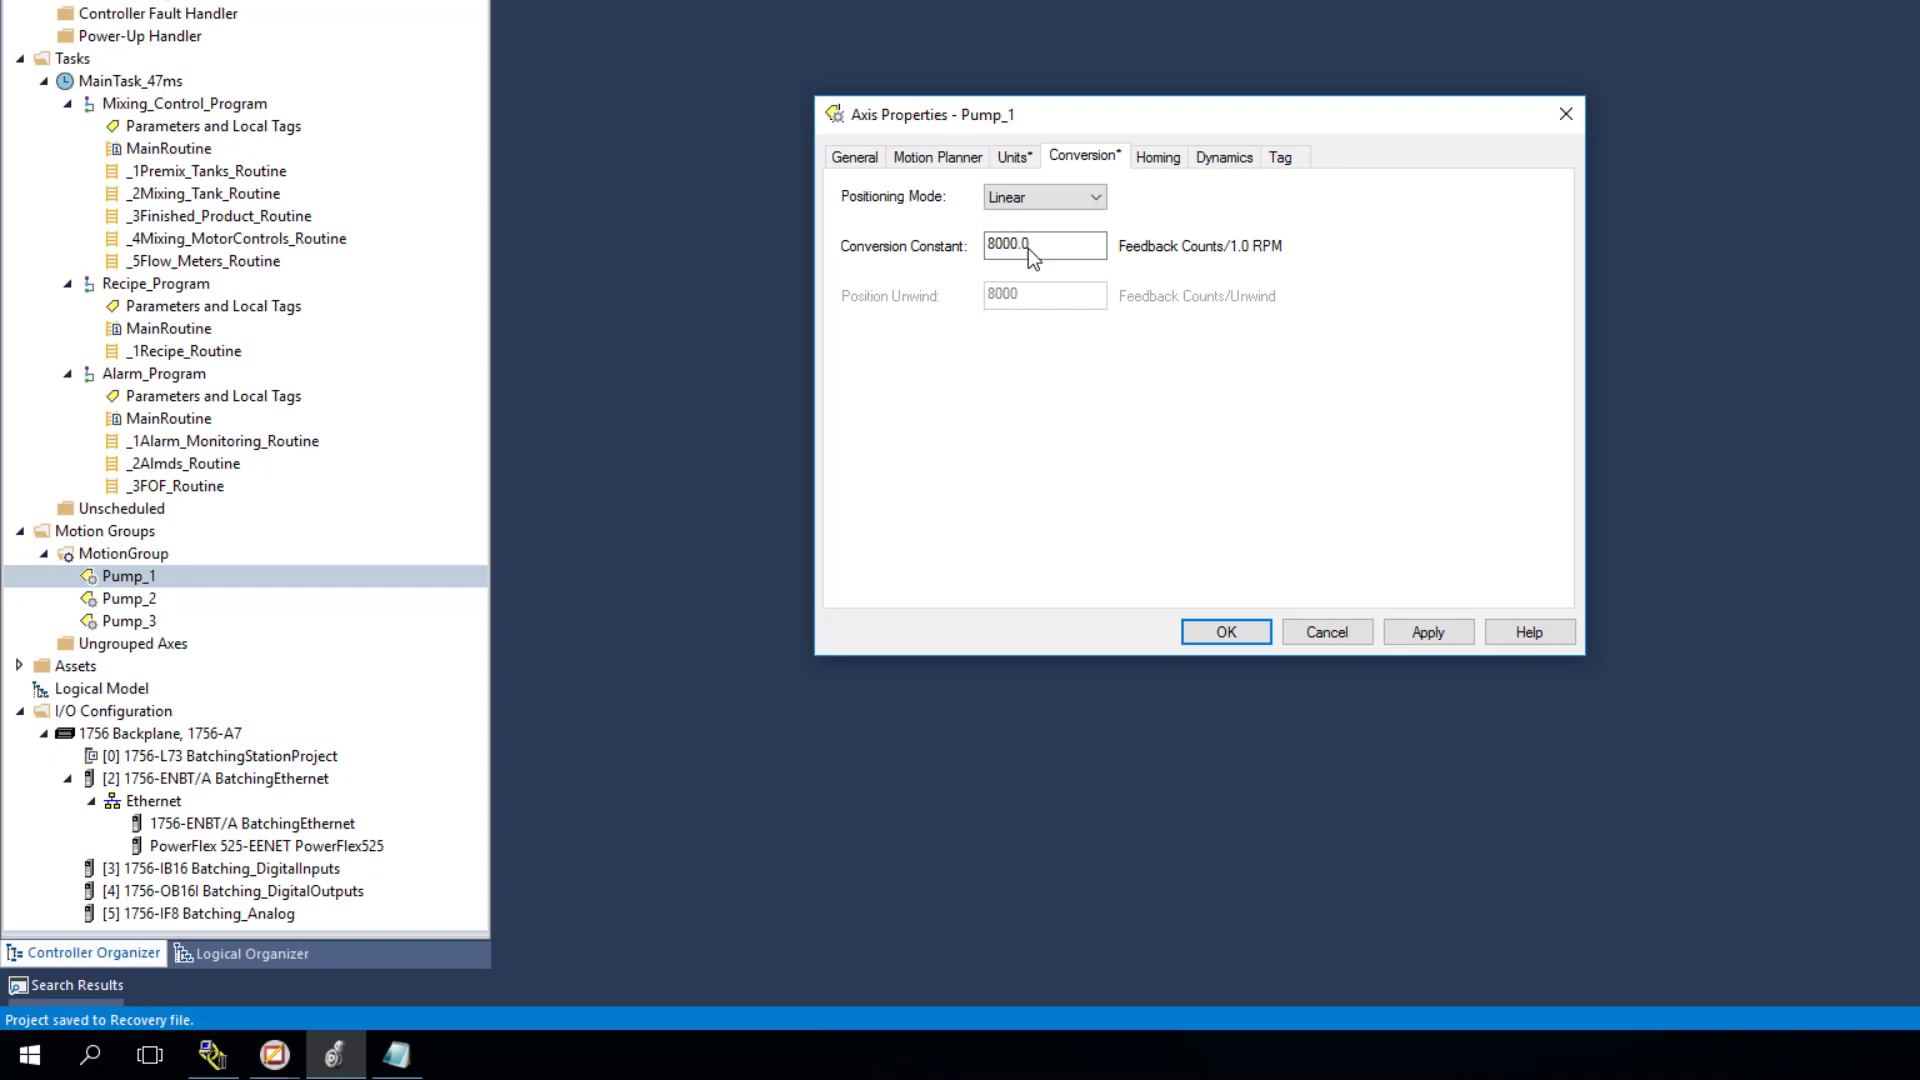 Controller Fault Handler
Power-Up Handler
Tasks
MainTask_47ms
Mixing_Control_Program
Parameters and Local Tags
MainRoutine
_1Premix_Tanks_Routine
_2Mixing_Tank_Routine
_3Finished_Product_Routine
_4Mixing_MotorControls_Routine
_5Flow_Meters_Routine
Recipe_Program
Parameters and Local Tags
MainRoutine
_1Recipe_Routine
Alarm_Program
Parameters and Local Tags
MainRoutine
_1Alarm_Monitoring_Routine
_2Almds_Routine
_3FOF_Routine
Unscheduled
Motion Groups
MotionGroup
Pump_1
Pump_2
Pump_3
Ungrouped Axes
Assets
Logical Model
I/O Configuration
1756 Backplane, 1756-A7
[0] 1756-L73 BatchingStationProject
[2] 1756-ENBT/A BatchingEthernet
Ethernet
1756-ENBT/A BatchingEthernet
PowerFlex 525-EENET PowerFlex525
[3] 1756-IB16 Batching_DigitalInputs
[4] 1756-OB16I Batching_DigitalOutputs
[5] 1756-IF8 Batching_Analog
Controller Organizer Logical Organizer
Search Results
Project saved to Recovery file.
Axis Properties - Pump_1
General Motion Planner Units* Conversion* Homing Dynamics Tag
Positioning Mode: Linear
Conversion Constant: 8000.0 Feedback Counts/1.0 RPM
Position Unwind: 8000 Feedback Counts/Unwind
OK Cancel Apply Help